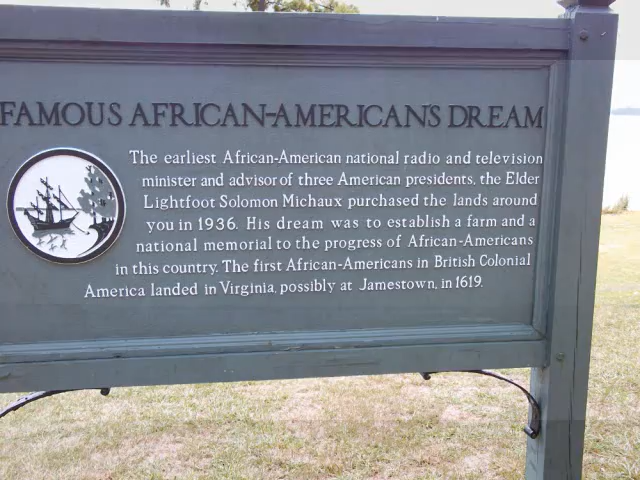 FAMOUS AFRICAN-AMERICAN'S DREAM
The earliest African-American national radio and television
minister and advisor of three American presidents, the Elder
Lightfoot Solomon Michaux purchased the lands around
you in 1936. His dream was to establish a farm and a
national memorial to the progress of African-Americans
in this country. The first African-Americans in British Colonial
America landed in Virginia, possibly at Jamestown, in 1619.